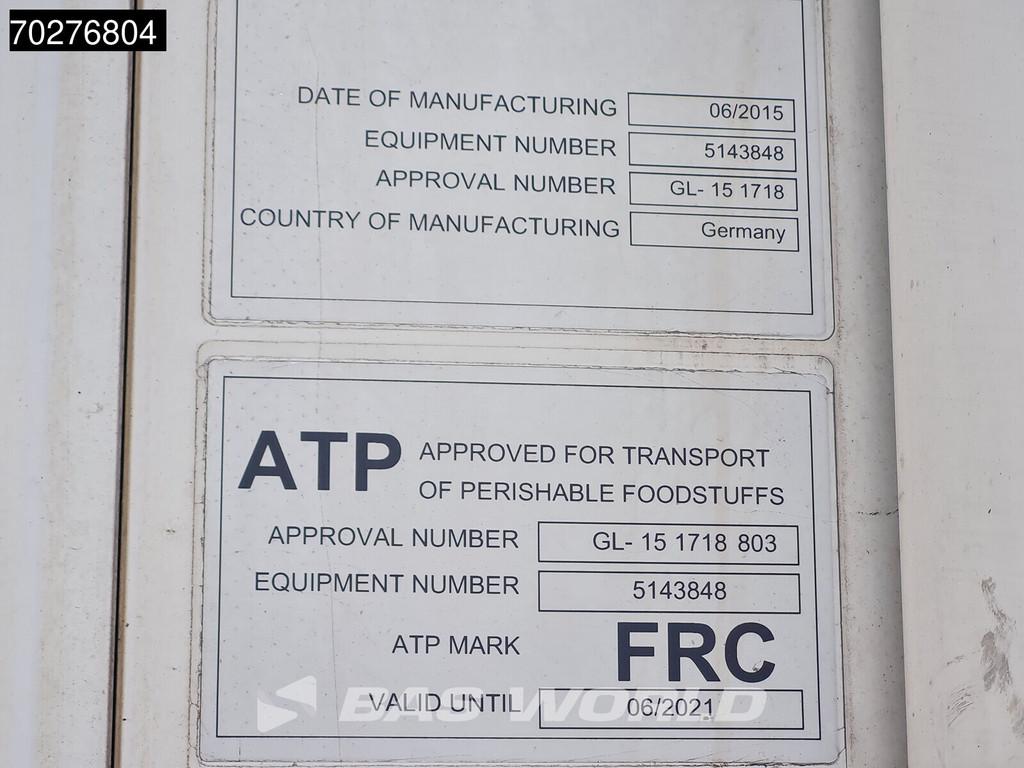 70276804
DATE OF MANUFACTURING 06/2015
EQUIPMENT NUMBER 5143848
APPROVAL NUMBER GL- 15 1718
COUNTRY OF MANUFACTURING Germany
ATP APPROVED FOR TRANSPORT
OF PERISHABLE FOODSTUFFS
APPROVAL NUMBER GL- 15 1718 803
EQUIPMENT NUMBER 5143848
ATP MARK FRC
VALID UNTIL 06/2021
BAS WORLD